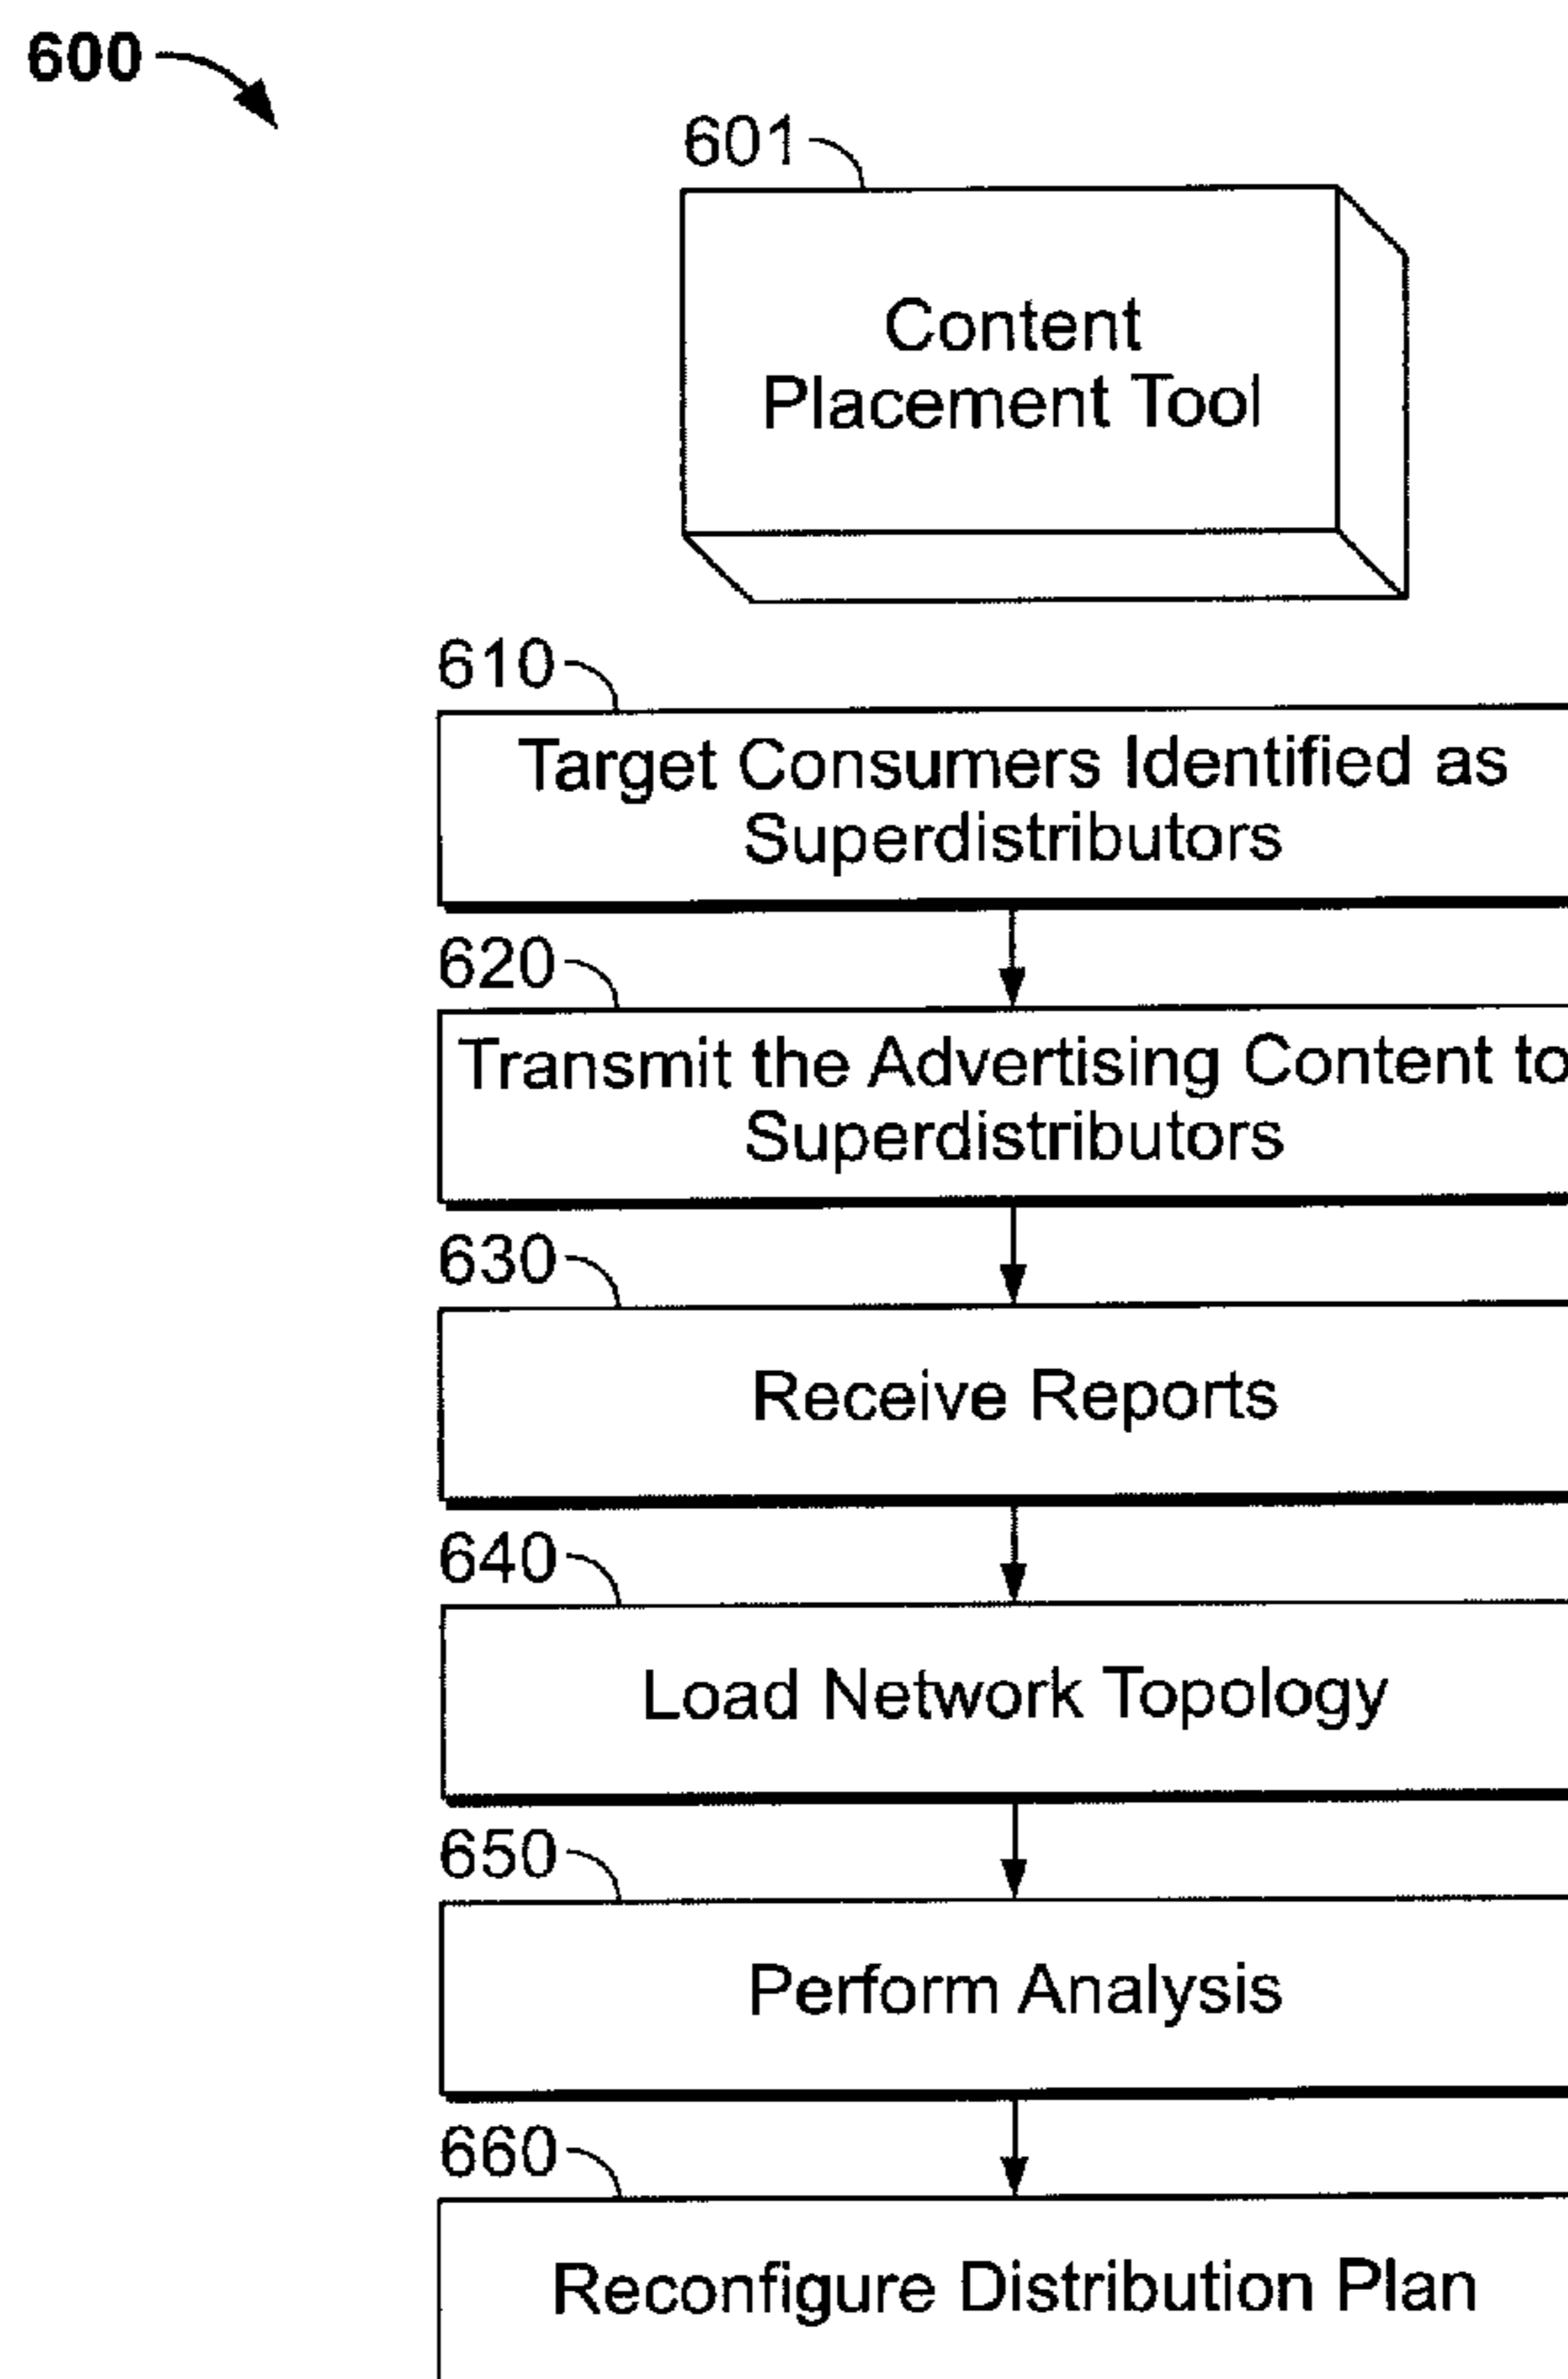 600
601
Content
Placement Tool
610
Target Consumers Identified as
Superdistributors
620
Transmit the Advertising Content to
Superdistributors
630
Receive Reports
640
Load Network Topology
650
Perform Analysis
660
Reconfigure Distribution Plan